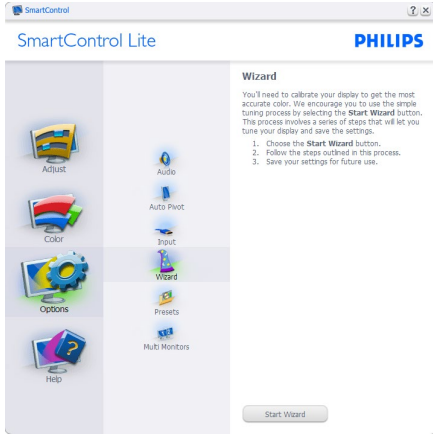 SmartControl
SmartControl Lite
PHILIPS
Adjust
Color
Options
Help
Audio
Auto Pivot
Input
Wizard
Presets
Multi Monitors
Wizard
You'll need to calibrate your display to get the most
accurate color. We encourage you to use the simple
tuning process by selecting the Start Wizard button.
This process involves a series of steps that will let you
tune your display and save the settings.
1. Choose the Start Wizard button.
2. Follow the steps outlined in this process.
3. Save your settings for future use.
Start Wizard